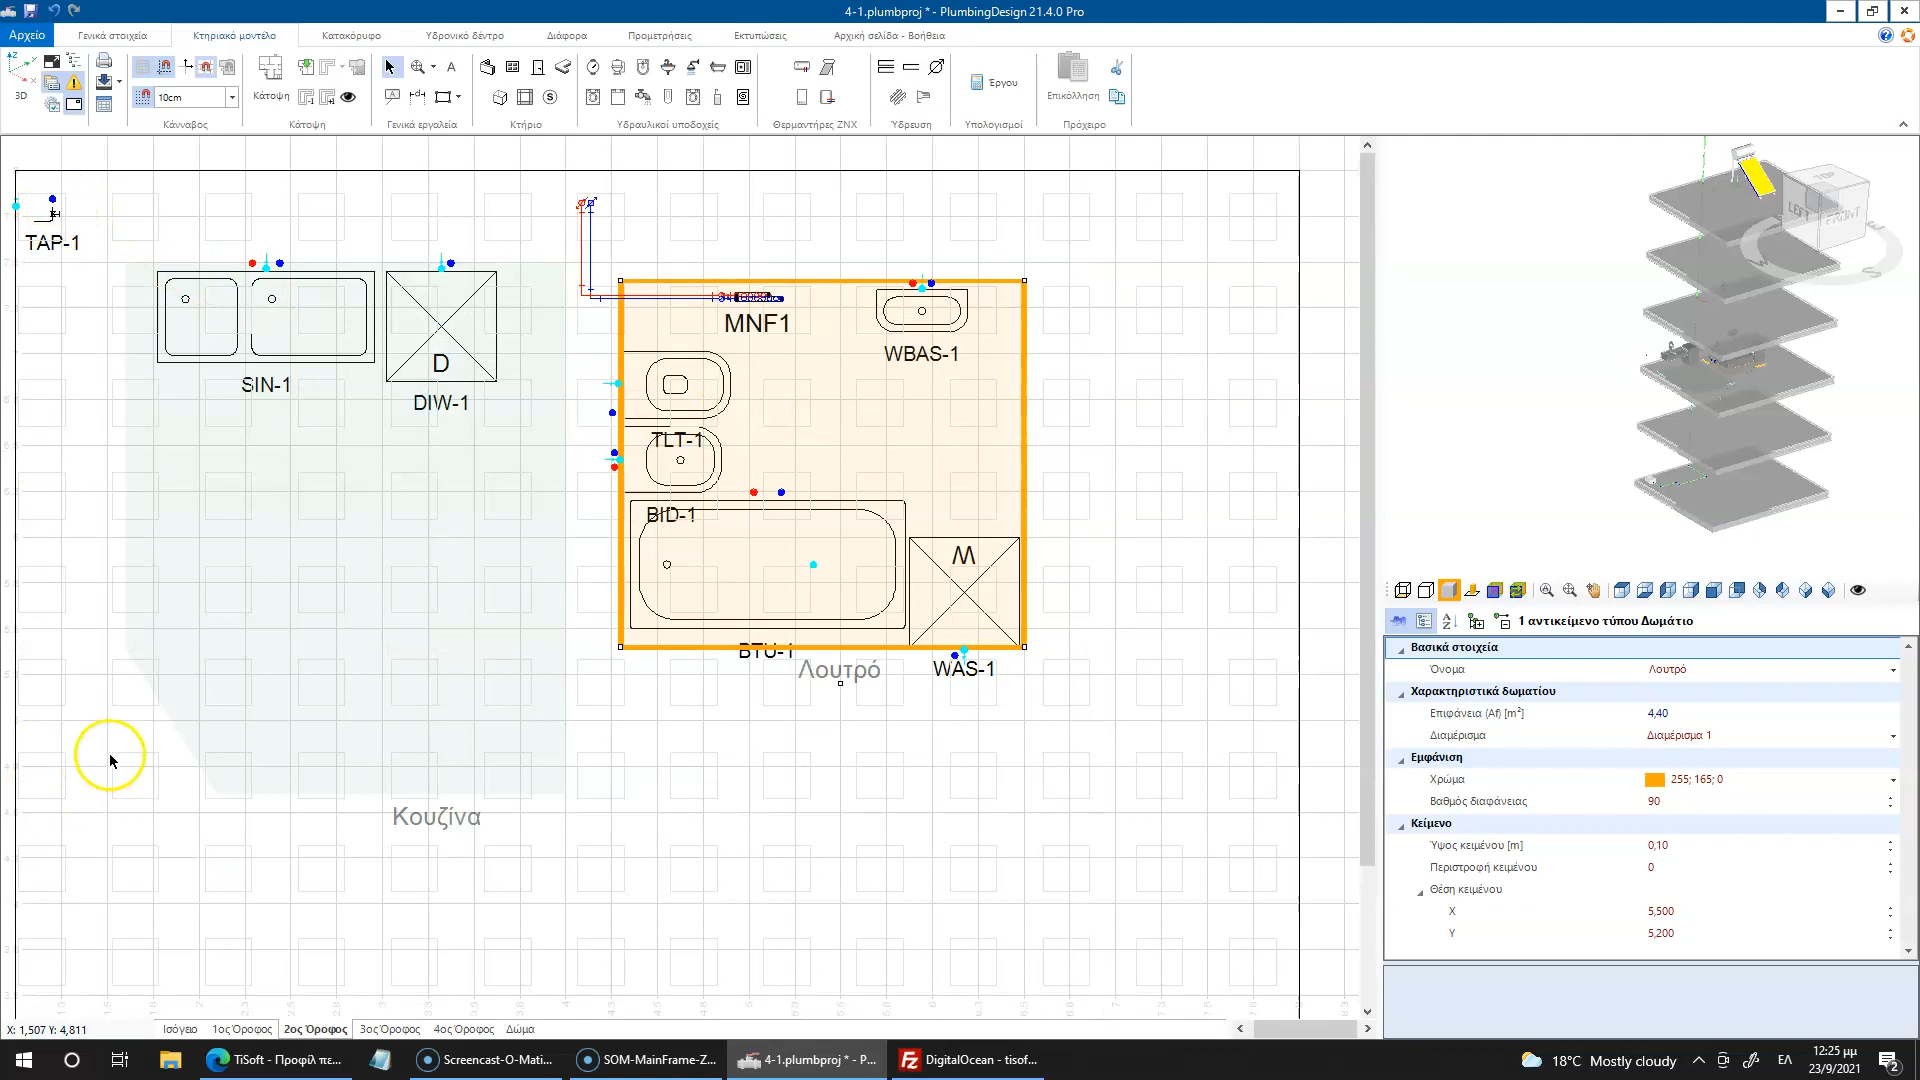 4-1.plumbproj * - PlumbingDesign 21.4.0 Pro
Αρχείο
Γενικά στοιχεία
Κτηριακό μοντέλο
Κατακόρυφο
Υδρονικό δέντρο
Διάφορα
Προμετρήσεις
Εκτυπώσεις
Αρχική σελίδα - Βοήθεια
3D
10cm
Κάτοψη
Έργου
Επικόλληση
Κάνναβος
Κάτοψη
Γενικά εργαλεία
Κτήριο
Υδραυλικοί υποδοχείς
Θερμαντήρες ΖΝΧ
Ύδρευση
Υπολογισμοί
Πρόχειρο
TAP-1
SIN-1
D
DIW-1
MNF1
WBAS-1
TLT-1
BID-1
BTU-1
W
WAS-1
Λουτρό
Κουζίνα
TOP
LEFT
FRONT
1 αντικείμενο τύπου Δωμάτιο
Βασικά στοιχεία
Όνομα Λουτρό
Χαρακτηριστικά δωματίου
Επιφάνεια (Af) [m²] 4,40
Διαμέρισμα Διαμέρισμα 1
Εμφάνιση
Χρώμα 255; 165; 0
Βαθμός διαφάνειας 90
Κείμενο
Ύψος κειμένου [m] 0,10
Περιστροφή κειμένου 0
Θέση κειμένου
X 5,500
Y 5,200
X: 1,507 Y: 4,811
Ισόγειο
1ος Όροφος
2ος Όροφος
3ος Όροφος
4ος Όροφος
Δώμα
TiSoft - Προφίλ πε...
Screencast-O-Mati...
SOM-MainFrame-Z...
4-1.plumbproj * - P...
DigitalOcean - tisof...
18°C Mostly cloudy
ΕΛ
12:25 μμ
23/9/2021
2